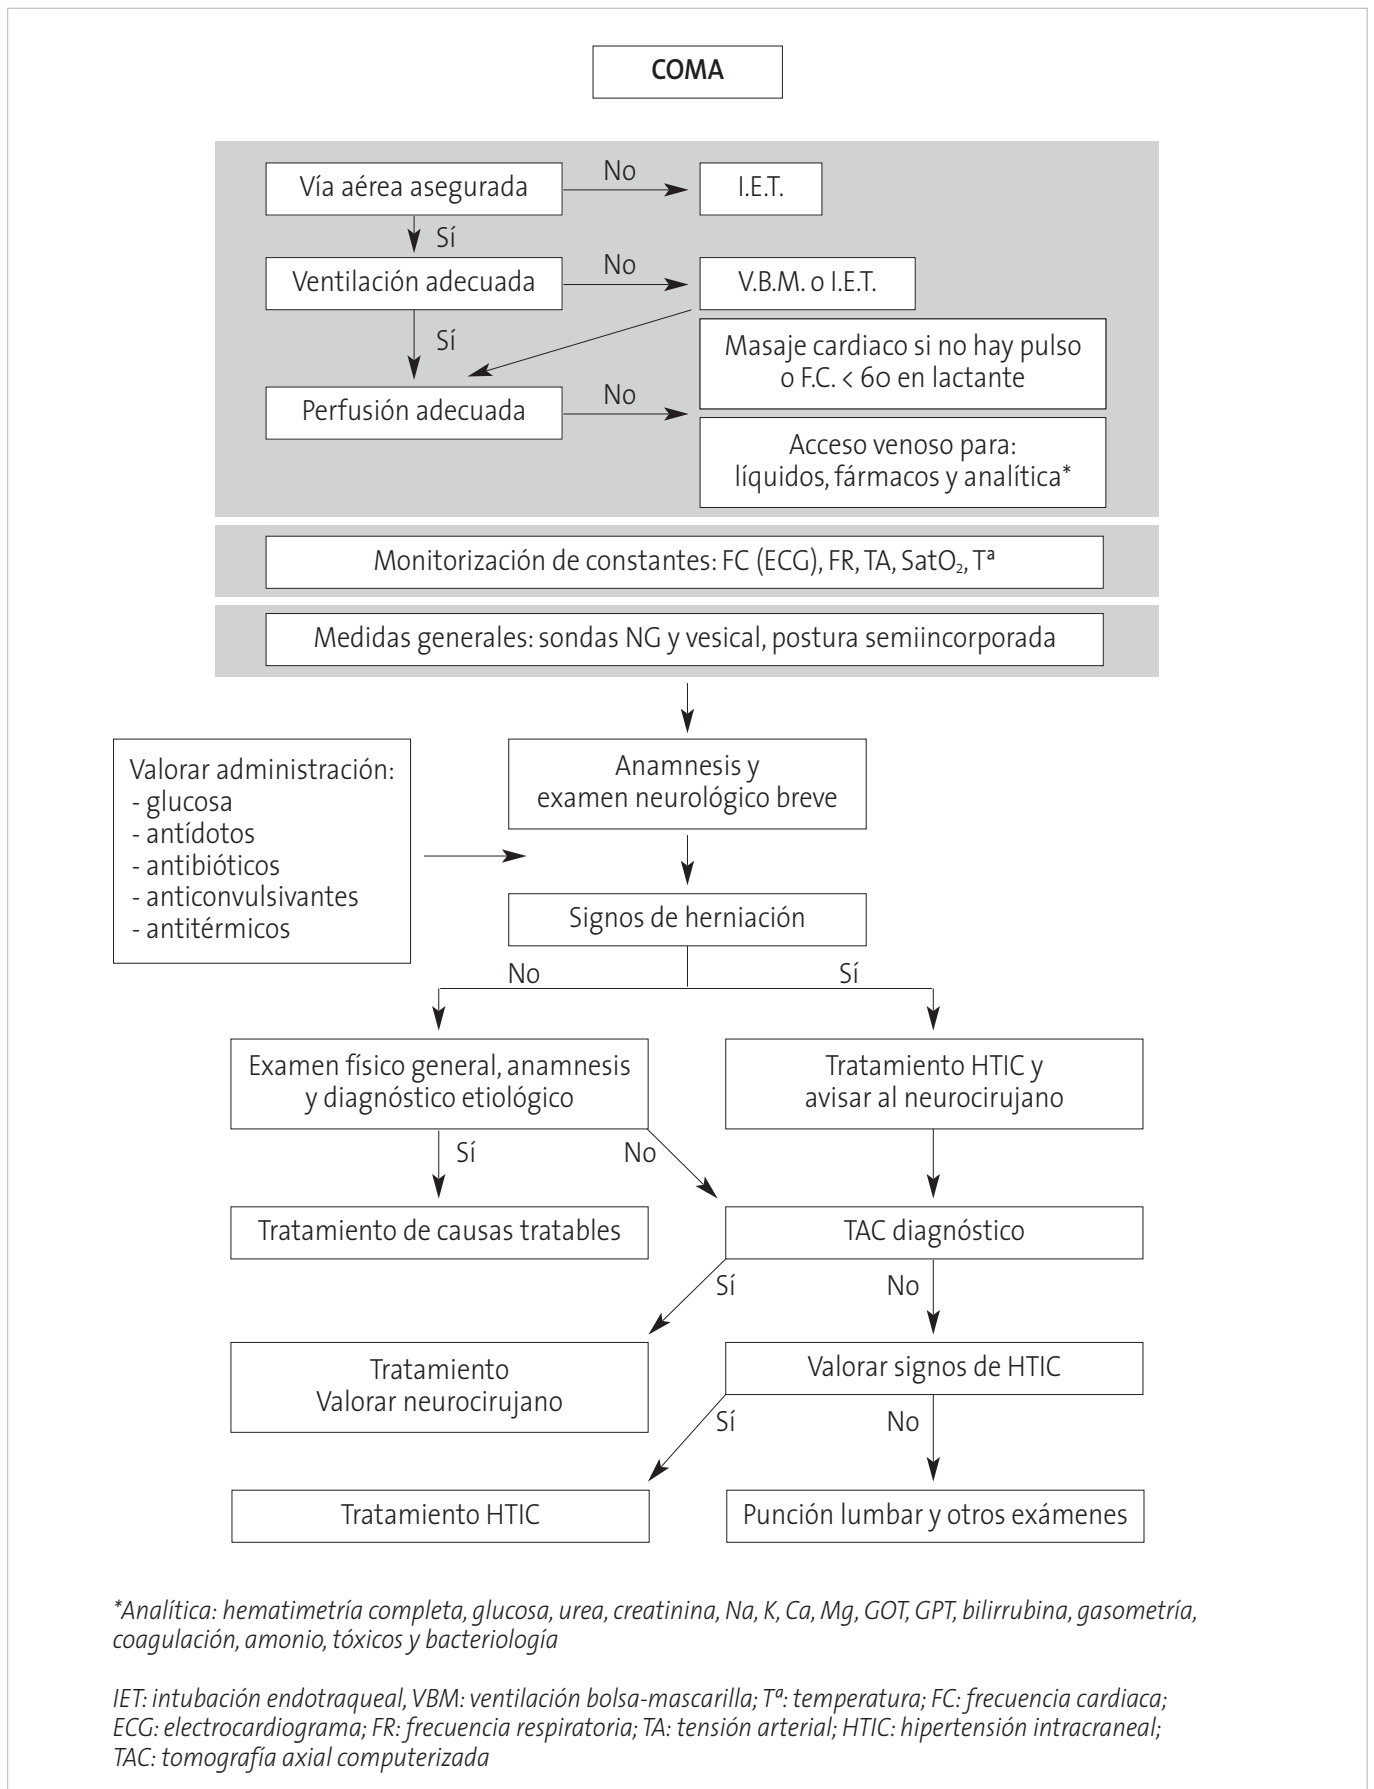 COMA
Vía aérea asegurada
No
I.E.T.
Sí
Ventilación adecuada
No
V.B.M. o I.E.T.
Sí
Masaje cardiaco si no hay pulso
o F.C. < 60 en lactante
Perfusión adecuada
No
Acceso venoso para:
líquidos, fármacos y analítica*
Monitorización de constantes: FC (ECG), FR, TA, SatO₂, Tª
Medidas generales: sondas NG y vesical, postura semiincorporada
Valorar administración:
- glucosa
- antídotos
- antibióticos
- anticonvulsivantes
- antitérmicos
Anamnesis y
examen neurológico breve
Signos de herniación
No
Sí
Examen físico general, anamnesis
y diagnóstico etiológico
Tratamiento HTIC y
avisar al neurocirujano
Sí
No
Tratamiento de causas tratables
TAC diagnóstico
Sí
No
Tratamiento
Valorar neurocirujano
Valorar signos de HTIC
Sí
No
Tratamiento HTIC
Punción lumbar y otros exámenes
*Analítica: hematimetría completa, glucosa, urea, creatinina, Na, K, Ca, Mg, GOT, GPT, bilirrubina, gasometría,
coagulación, amonio, tóxicos y bacteriología
IET: intubación endotraqueal, VBM: ventilación bolsa-mascarilla; Tª: temperatura; FC: frecuencia cardiaca;
ECG: electrocardiograma; FR: frecuencia respiratoria; TA: tensión arterial; HTIC: hipertensión intracraneal;
TAC: tomografía axial computerizada